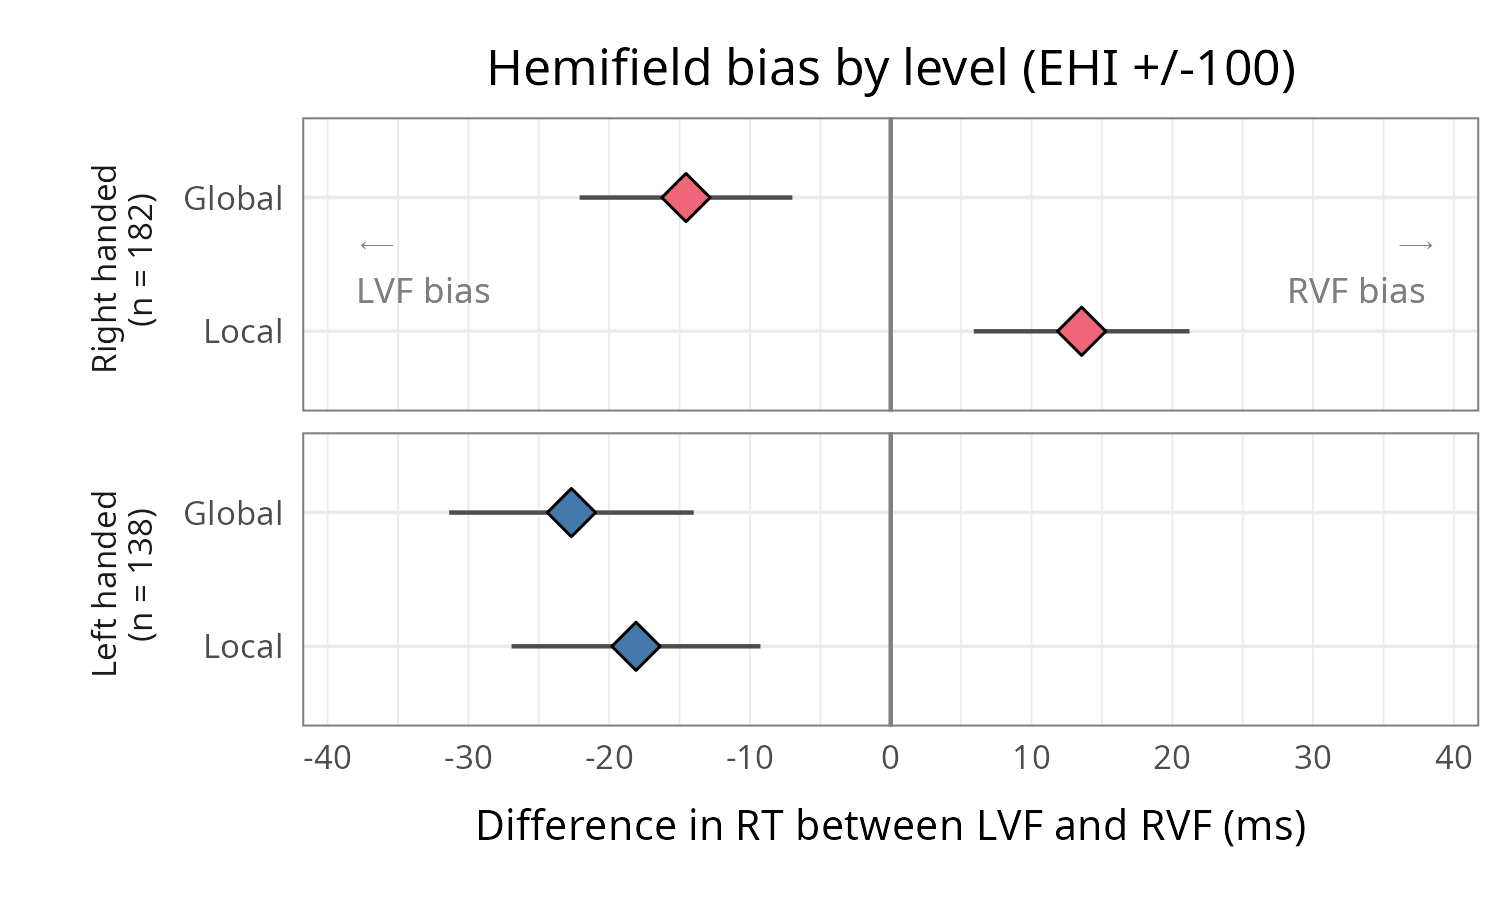 Hemifield bias by level (EHI +/-100)
Right handed
(n = 182)
Global
← →
LVF bias RVF bias
Local
Left handed
(n = 138)
Global
Local
-40 -30 -20 -10 0 10 20 30 40
Difference in RT between LVF and RVF (ms)